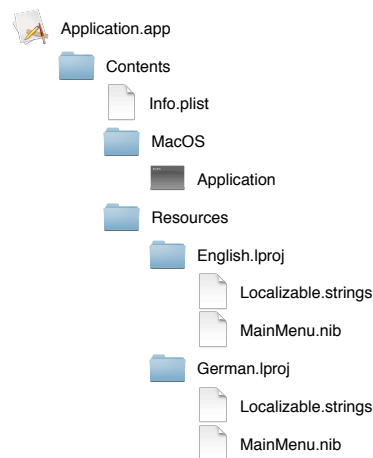 Application.app
Contents
Info.plist
MacOS
Application
Resources
English.lproj
Localizable.strings
MainMenu.nib
German.lproj
Localizable.strings
MainMenu.nib